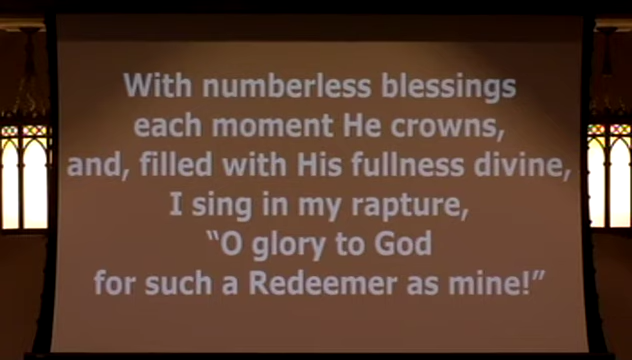 With numberless blessings
each moment He crowns,
and, filled with His fullness divine,
I sing in my rapture,
“O glory to God
for such a Redeemer as mine!”